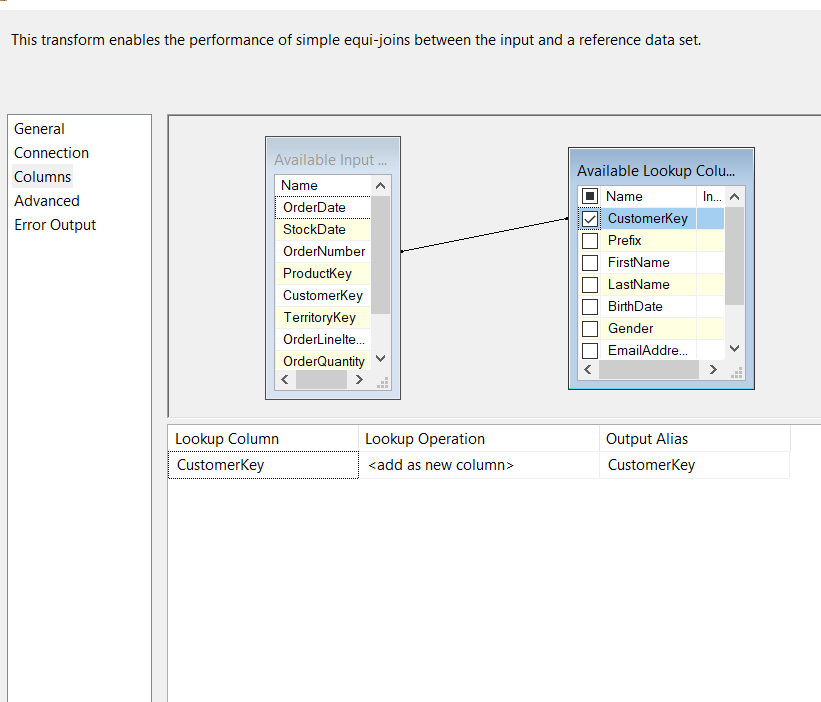 This transform enables the performance of simple equi-joins between the input and a reference data set.
General
Connection
Columns
Advanced
Error Output
Available Input ...
Name
OrderDate
StockDate
OrderNumber
ProductKey
CustomerKey
TerritoryKey
OrderLineIte...
OrderQuantity
Available Lookup Colu...
Name In...
CustomerKey
Prefix
FirstName
LastName
BirthDate
Gender
EmailAddre...
Lookup Column Lookup Operation Output Alias
CustomerKey <add as new column> CustomerKey